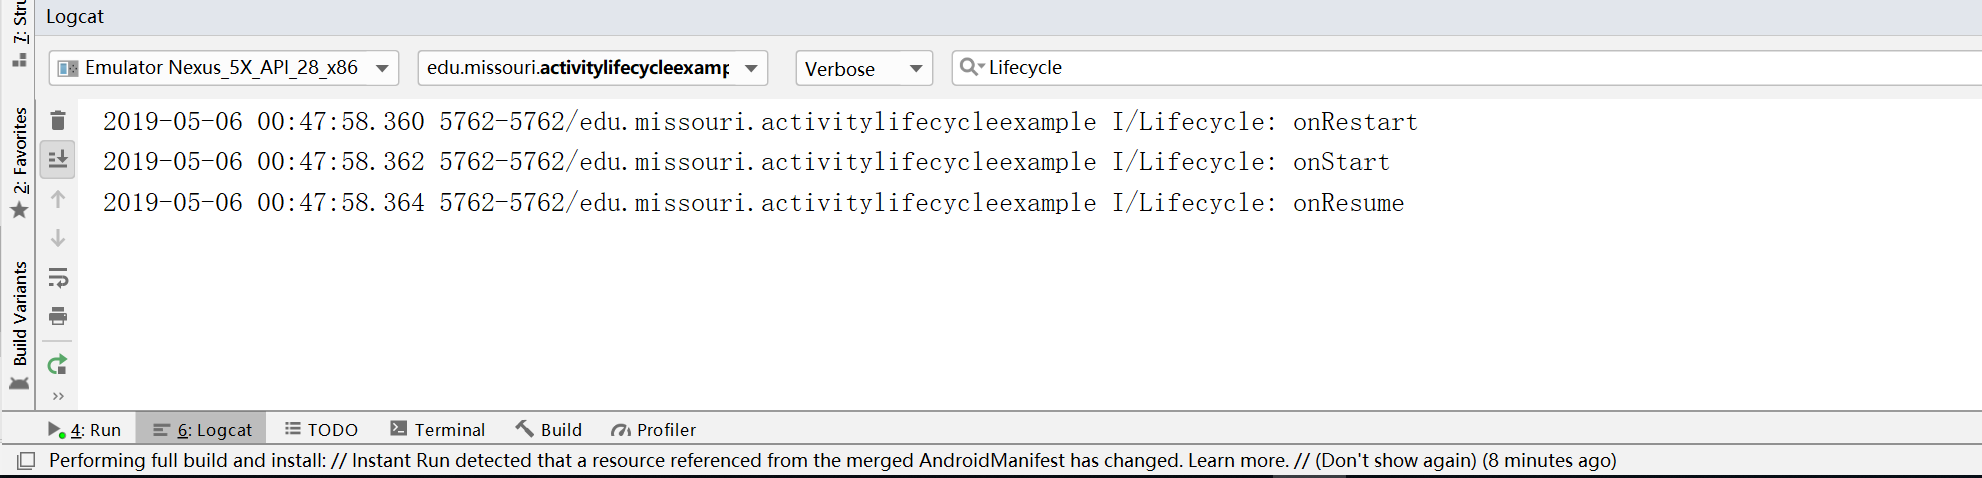 Logcat
Emulator Nexus_5X_API_28_x86 edu.missouri.activitylifecycleexamp Verbose Lifecycle
2019-05-06 00:47:58.360 5762-5762/edu.missouri.activitylifecycleexample I/Lifecycle: onRestart
2019-05-06 00:47:58.362 5762-5762/edu.missouri.activitylifecycleexample I/Lifecycle: onStart
2019-05-06 00:47:58.364 5762-5762/edu.missouri.activitylifecycleexample I/Lifecycle: onResume
7: Stru
2: Favorites
Build Variants
4: Run 6: Logcat TODO Terminal Build Profiler
Performing full build and install: // Instant Run detected that a resource referenced from the merged AndroidManifest has changed. Learn more. // (Don't show again) (8 minutes ago)